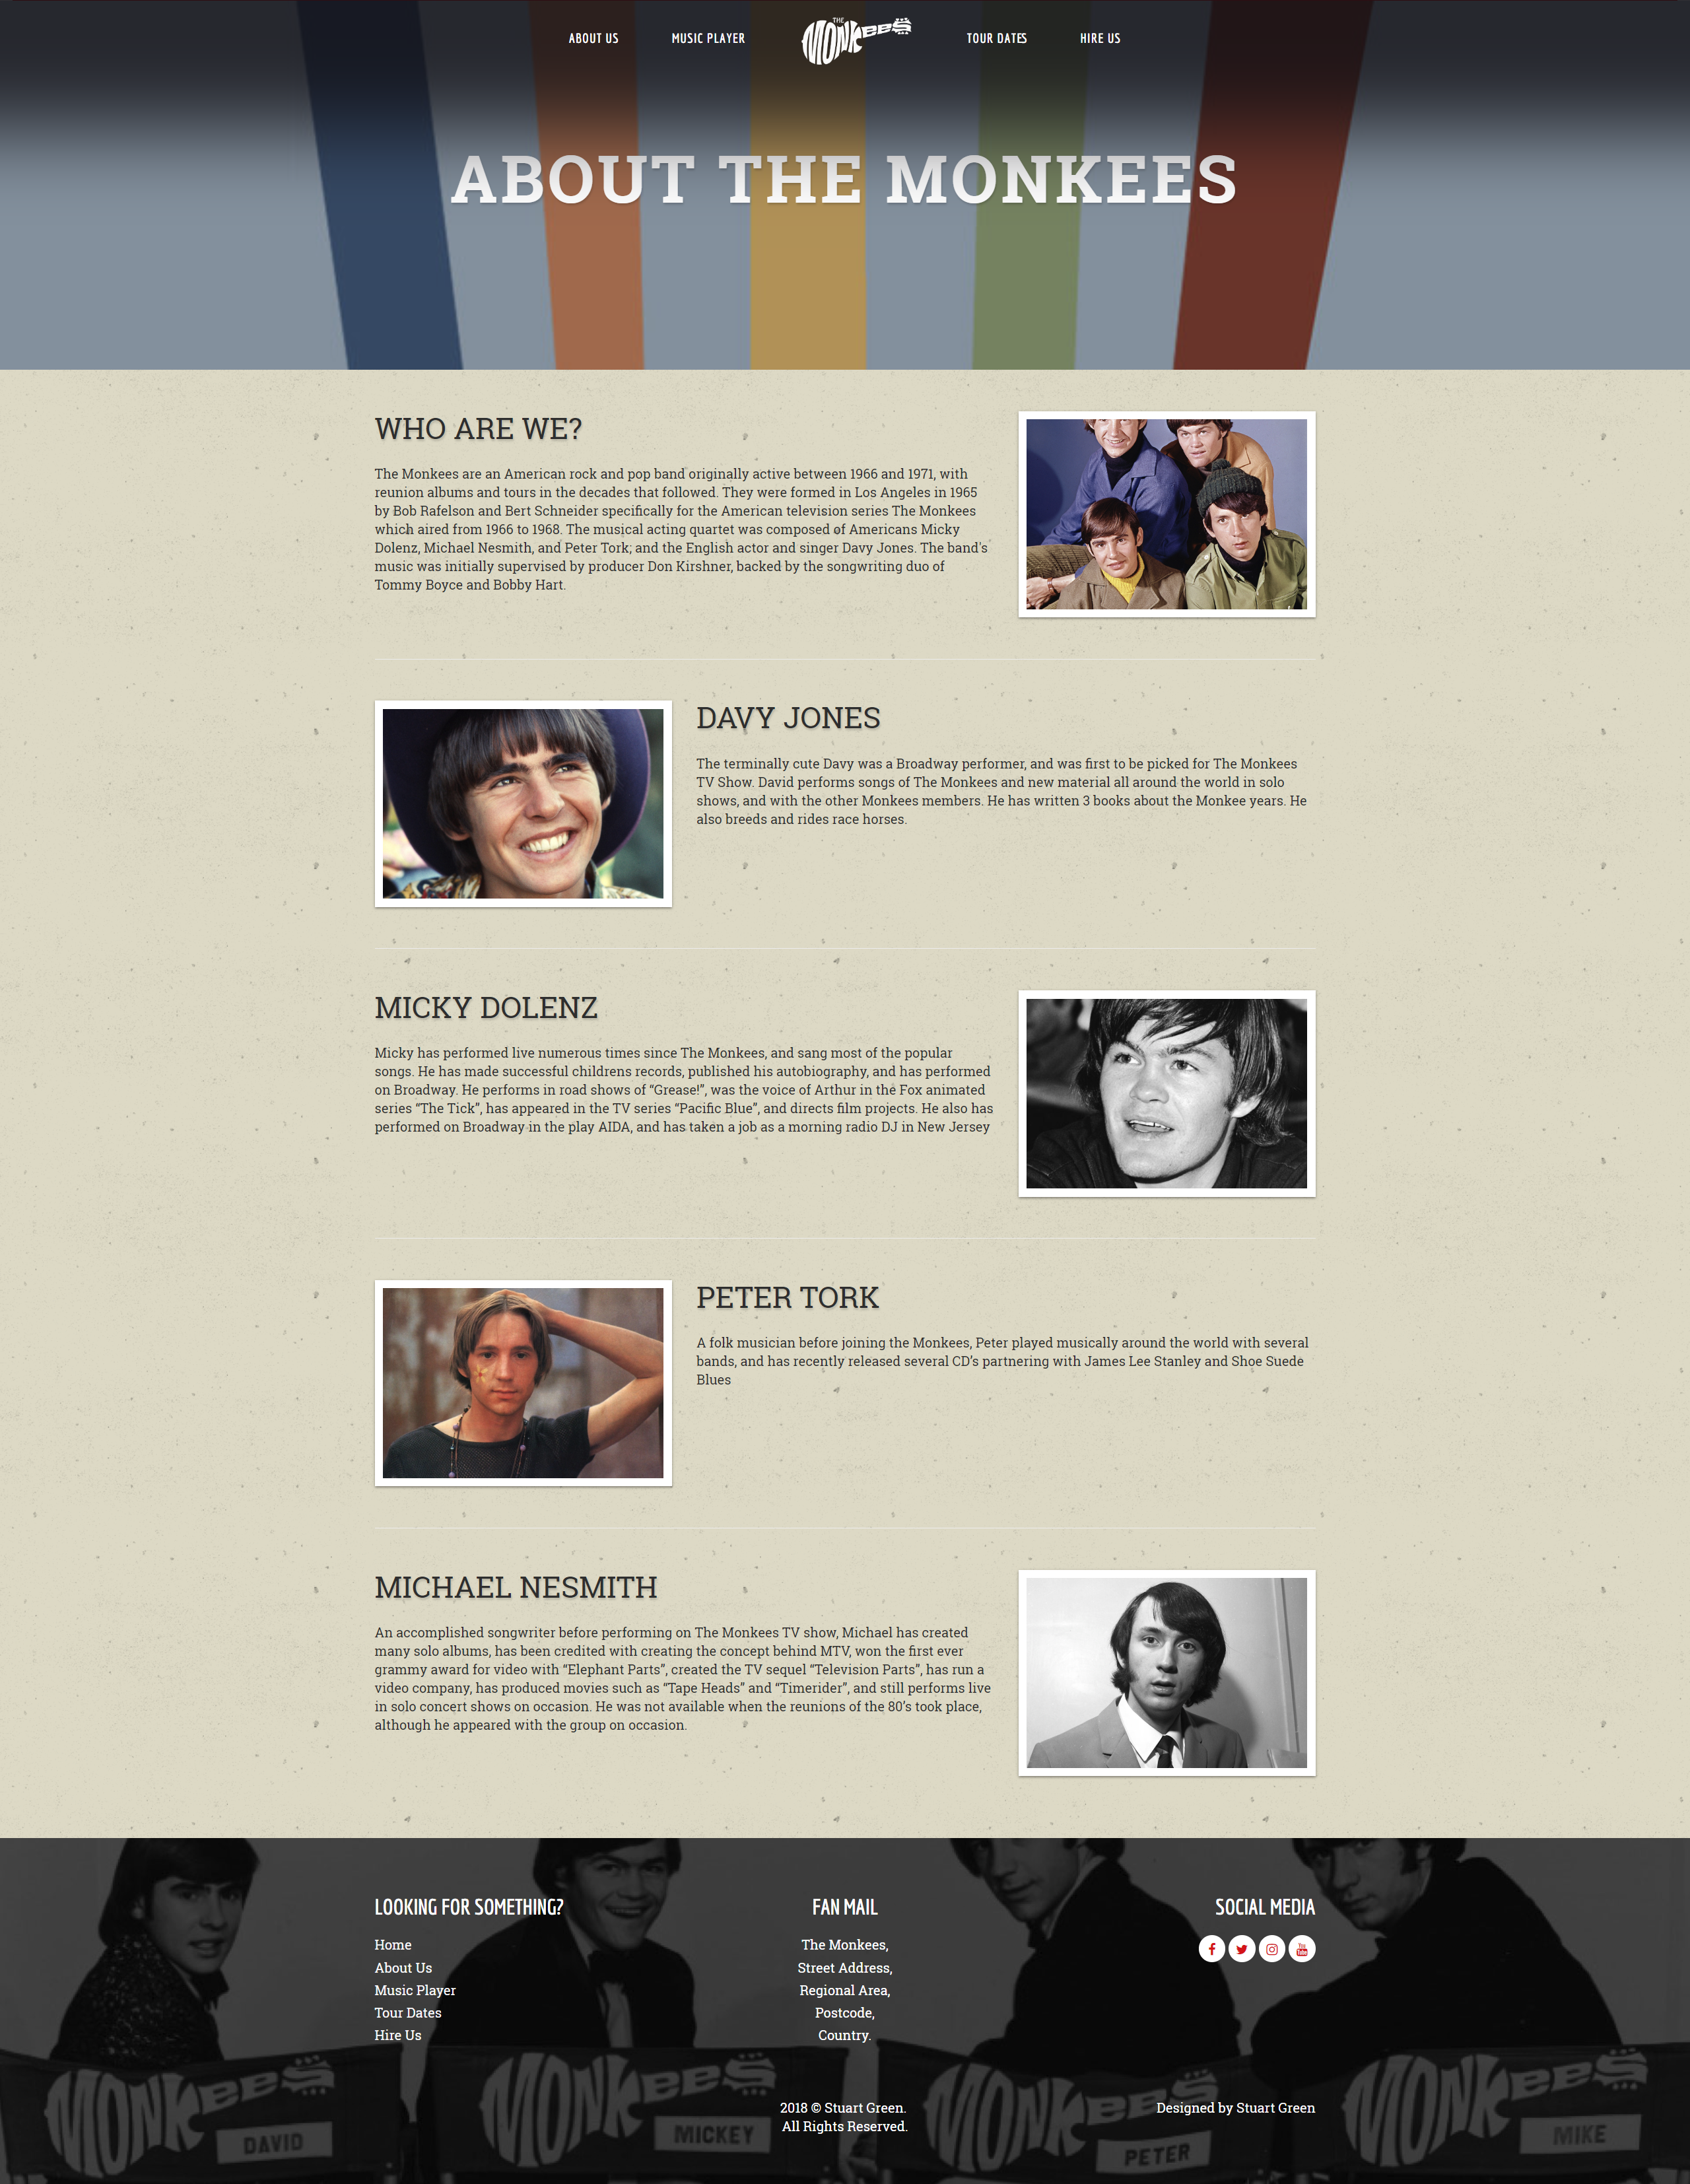 ABOUT US
MUSIC PLAYER
THE MONKEES
TOUR DATES
HIRE US
ABOUT THE MONKEES
WHO ARE WE?
The Monkees are an American rock and pop band originally active between 1966 and 1971, with
reunion albums and tours in the decades that followed. They were formed in Los Angeles in 1965
by Bob Rafelson and Bert Schneider specifically for the American television series The Monkees
which aired from 1966 to 1968. The musical acting quartet was composed of Americans Micky
Dolenz, Michael Nesmith, and Peter Tork; and the English actor and singer Davy Jones. The band's
music was initially supervised by producer Don Kirshner, backed by the songwriting duo of
Tommy Boyce and Bobby Hart.
DAVY JONES
The terminally cute Davy was a Broadway performer, and was first to be picked for The Monkees
TV Show. David performs songs of The Monkees and new material all around the world in solo
shows, and with the other Monkees members. He has written 3 books about the Monkee years. He
also breeds and rides race horses.
MICKY DOLENZ
Micky has performed live numerous times since The Monkees, and sang most of the popular
songs. He has made successful childrens records, published his autobiography, and has performed
on Broadway. He performs in road shows of “Grease!”, was the voice of Arthur in the Fox animated
series “The Tick”, has appeared in the TV series “Pacific Blue”, and directs film projects. He also has
performed on Broadway in the play AIDA, and has taken a job as a morning radio DJ in New Jersey
PETER TORK
A folk musician before joining the Monkees, Peter played musically around the world with several
bands, and has recently released several CD’s partnering with James Lee Stanley and Shoe Suede
Blues
MICHAEL NESMITH
An accomplished songwriter before performing on The Monkees TV show, Michael has created
many solo albums, has been credited with creating the concept behind MTV, won the first ever
grammy award for video with “Elephant Parts”, created the TV sequel “Television Parts”, has run a
video company, has produced movies such as “Tape Heads” and “Timerider”, and still performs live
in solo concert shows on occasion. He was not available when the reunions of the 80’s took place,
although he appeared with the group on occasion.
LOOKING FOR SOMETHING?
Home
About Us
Music Player
Tour Dates
Hire Us
FAN MAIL
The Monkees,
Street Address,
Regional Area,
Postcode,
Country.
SOCIAL MEDIA
You Tube
MONKEES
DAVID
MONKEES
MICKEY
MONKEES
PETER
MONKEES
MIKE
2018 © Stuart Green.
All Rights Reserved.
Designed by Stuart Green